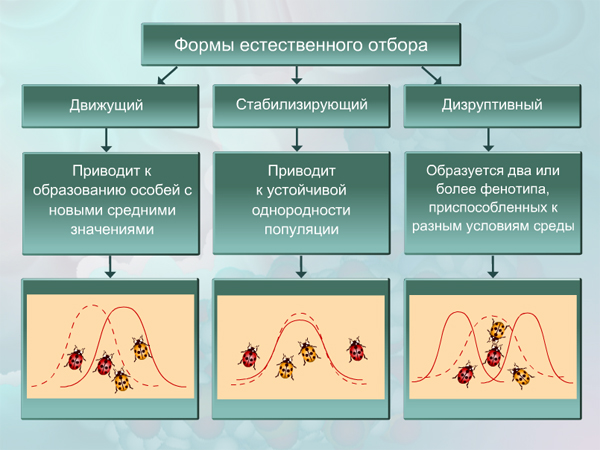 Формы естественного отбора
Движущий
Стабилизирующий
Дизруптивный
Приводит к
образованию особей с
новыми средними
значениями
Приводит
к устойчивой
однородности
популяции
Образуется два или
более фенотипа,
приспособленных к
разным условиям среды